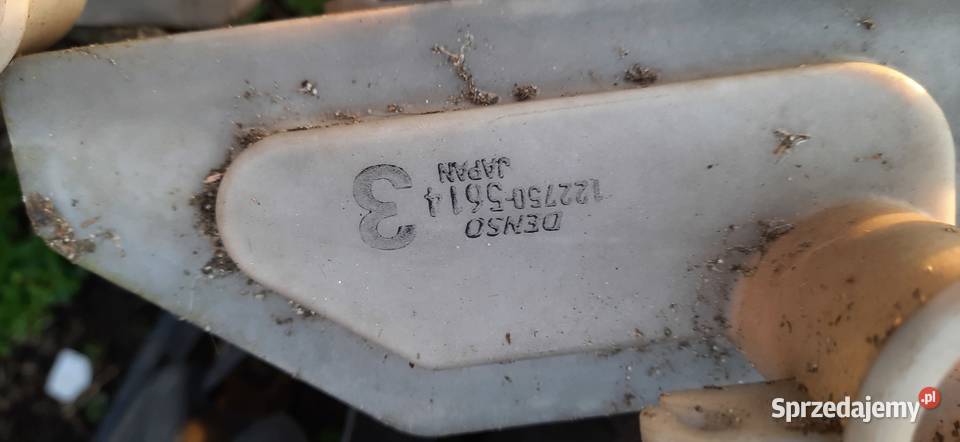 DENSO
122750-5614
JAPAN
3
Sprzedajemy.pl